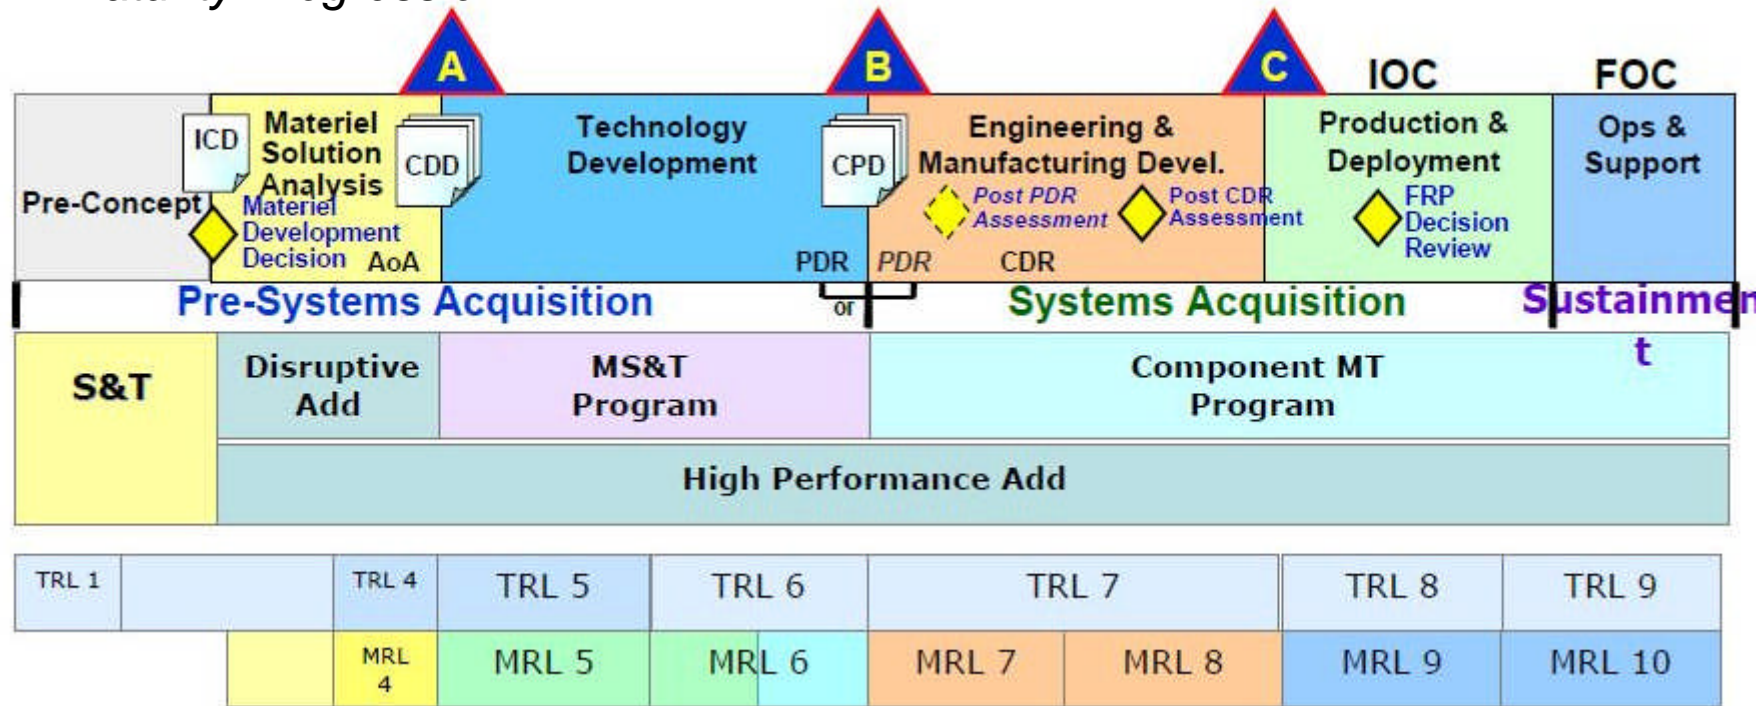 A
B
C
IOC
FOC
Pre-Concept
ICD
Materiel
Solution
Analysis
Materiel
Development
Decision
AoA
CDD
Technology
Development
PDR
CPD
Engineering &
Manufacturing Devel.
Post PDR
Assessment
Post CDR
Assessment
PDR
CDR
Production &
Deployment
FRP
Decision
Review
Ops &
Support
Pre-Systems Acquisition
or
Systems Acquisition
Sustainmen
t
S&T
Disruptive
Add
MS&T
Program
Component MT
Program
High Performance Add
TRL 1
TRL 4
TRL 5
TRL 6
TRL 7
TRL 8
TRL 9
MRL
4
MRL 5
MRL 6
MRL 7
MRL 8
MRL 9
MRL 10